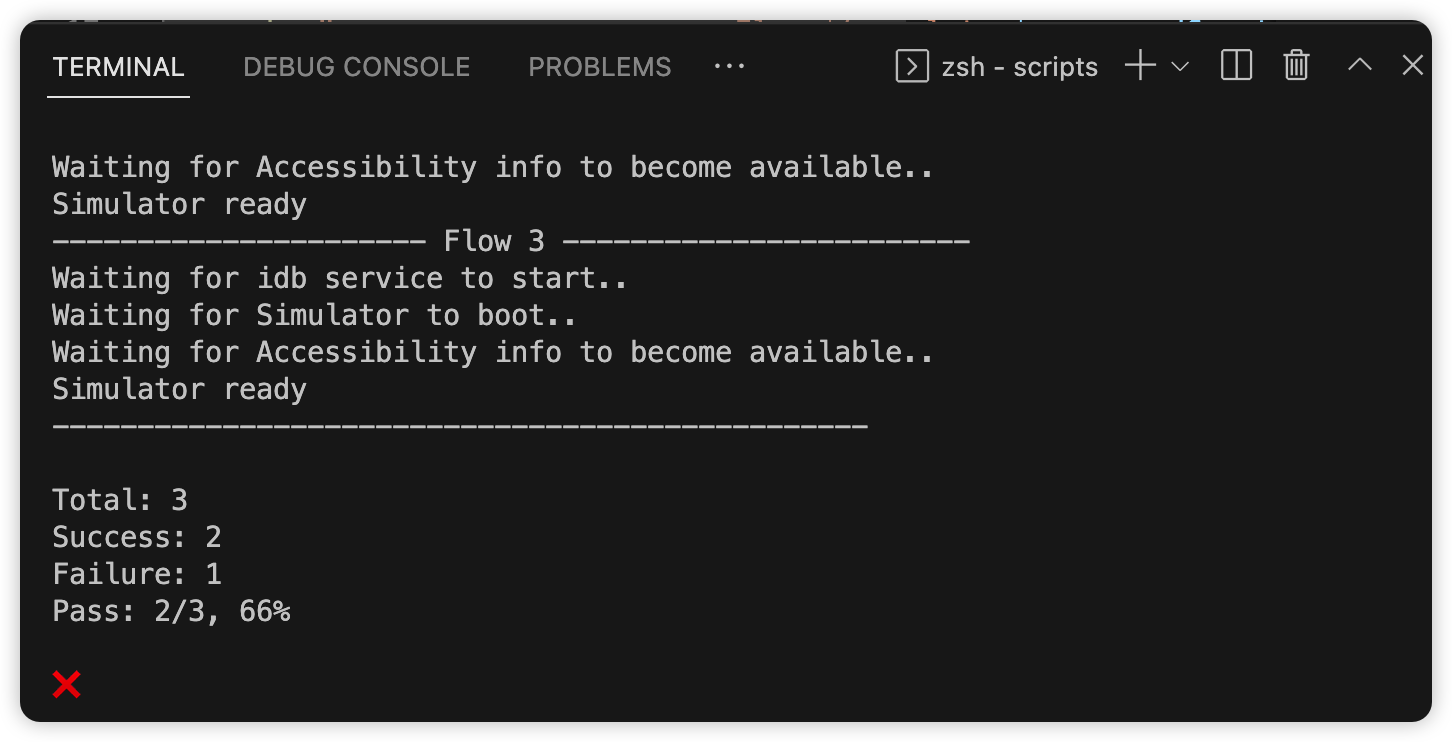 TERMINAL DEBUG CONSOLE PROBLEMS ··· zsh - scripts
Waiting for Accessibility info to become available..
Simulator ready
---------------------- Flow 3 ------------------------
Waiting for idb service to start..
Waiting for Simulator to boot..
Waiting for Accessibility info to become available..
Simulator ready
------------------------------------------------
Total: 3
Success: 2
Failure: 1
Pass: 2/3, 66%
❌